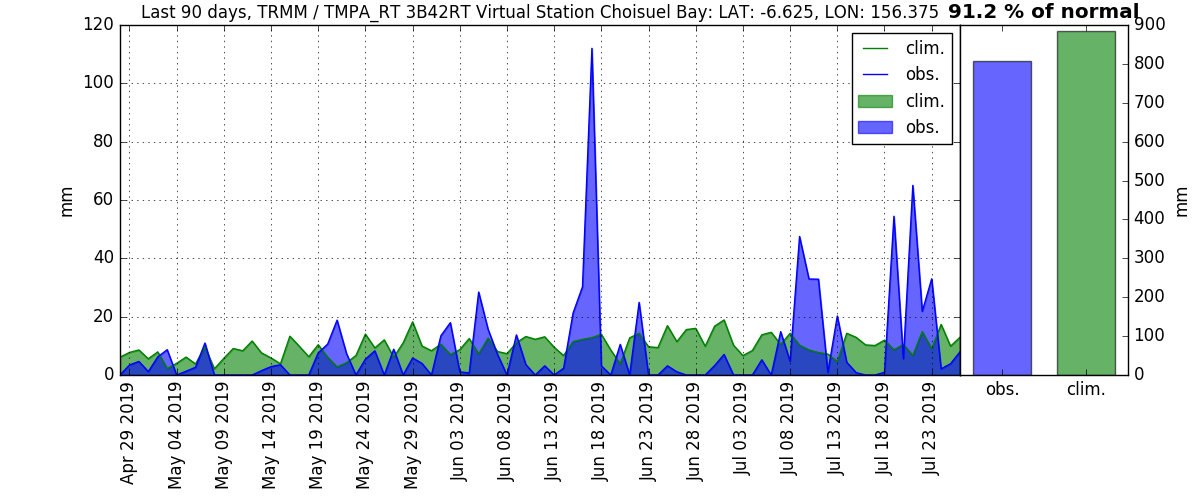 Last 90 days, TRMM / TMPA_RT 3B42RT Virtual Station Choisuel Bay: LAT: -6.625, LON: 156.375 91.2 % of normal
120
100
80
60
40
20
0
mm
clim.
obs.
clim.
obs.
900
800
700
600
500
400
300
200
100
0
mm
obs.
clim.
Apr 29 2019
May 04 2019
May 09 2019
May 14 2019
May 19 2019
May 24 2019
May 29 2019
Jun 03 2019
Jun 08 2019
Jun 13 2019
Jun 18 2019
Jun 23 2019
Jun 28 2019
Jul 03 2019
Jul 08 2019
Jul 13 2019
Jul 18 2019
Jul 23 2019